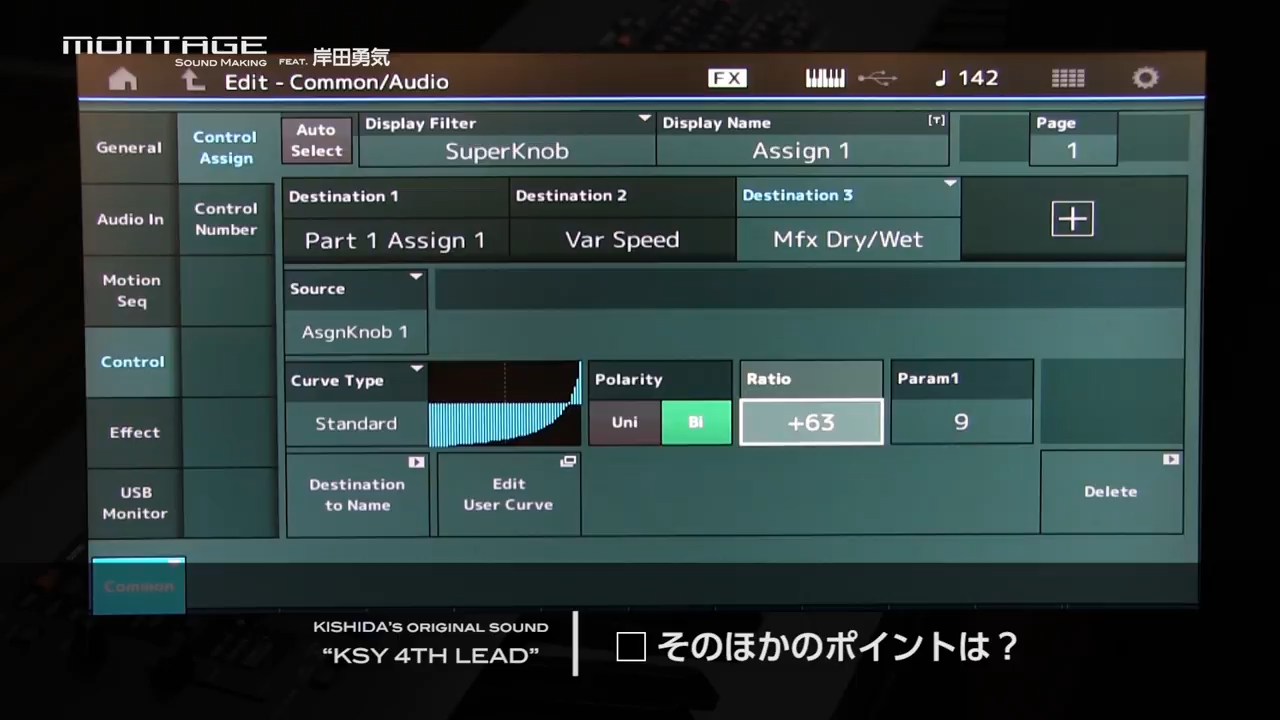 MONTAGE
SOUND MAKING FEAT. 岸田勇気
Edit - Common/Audio
FX
♩ 142
General
Control Assign
Auto Select
Display Filter
SuperKnob
Display Name
[T]
Assign 1
Page
1
Audio In
Control Number
Destination 1
Part 1 Assign 1
Destination 2
Var Speed
Destination 3
Mfx Dry/Wet
+
Motion Seq
Source
AsgnKnob 1
Control
Curve Type
Standard
Polarity
Uni
Bi
Ratio
+63
Param1
9
Effect
Destination to Name
Edit User Curve
Delete
USB Monitor
Common
KISHIDA's ORIGINAL SOUND
“KSY 4TH LEAD”
□ そのほかのポイントは？